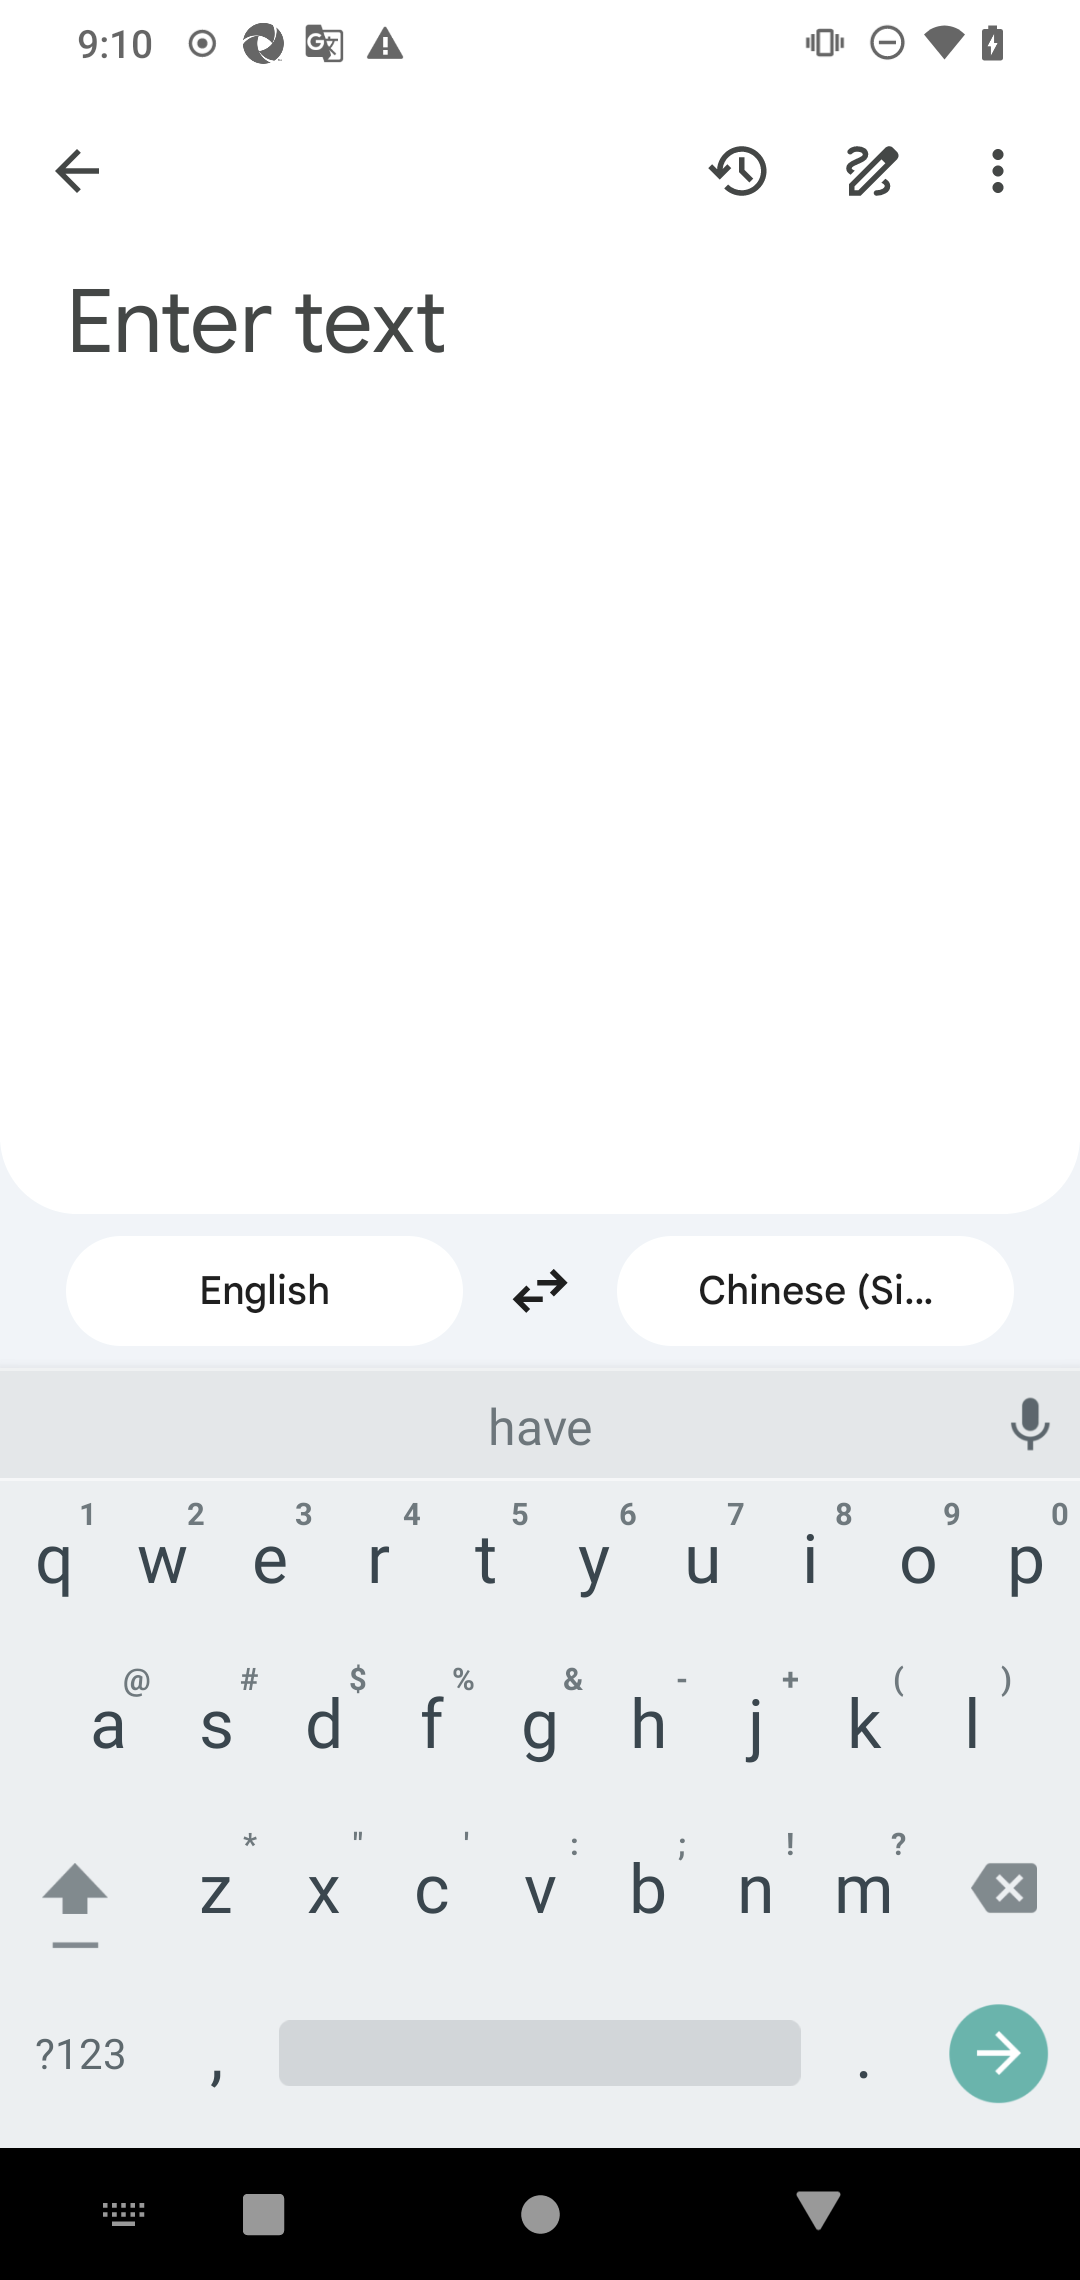 9:10
Enter text
English
Chinese (Si...
have
1 2 3 4 5 6 7 8 9 0
q w e r t y u i o p
@ # $ % & - + ( )
a s d f g h j k l
* " ' : ; ! ?
z x c v b n m
?123 , .